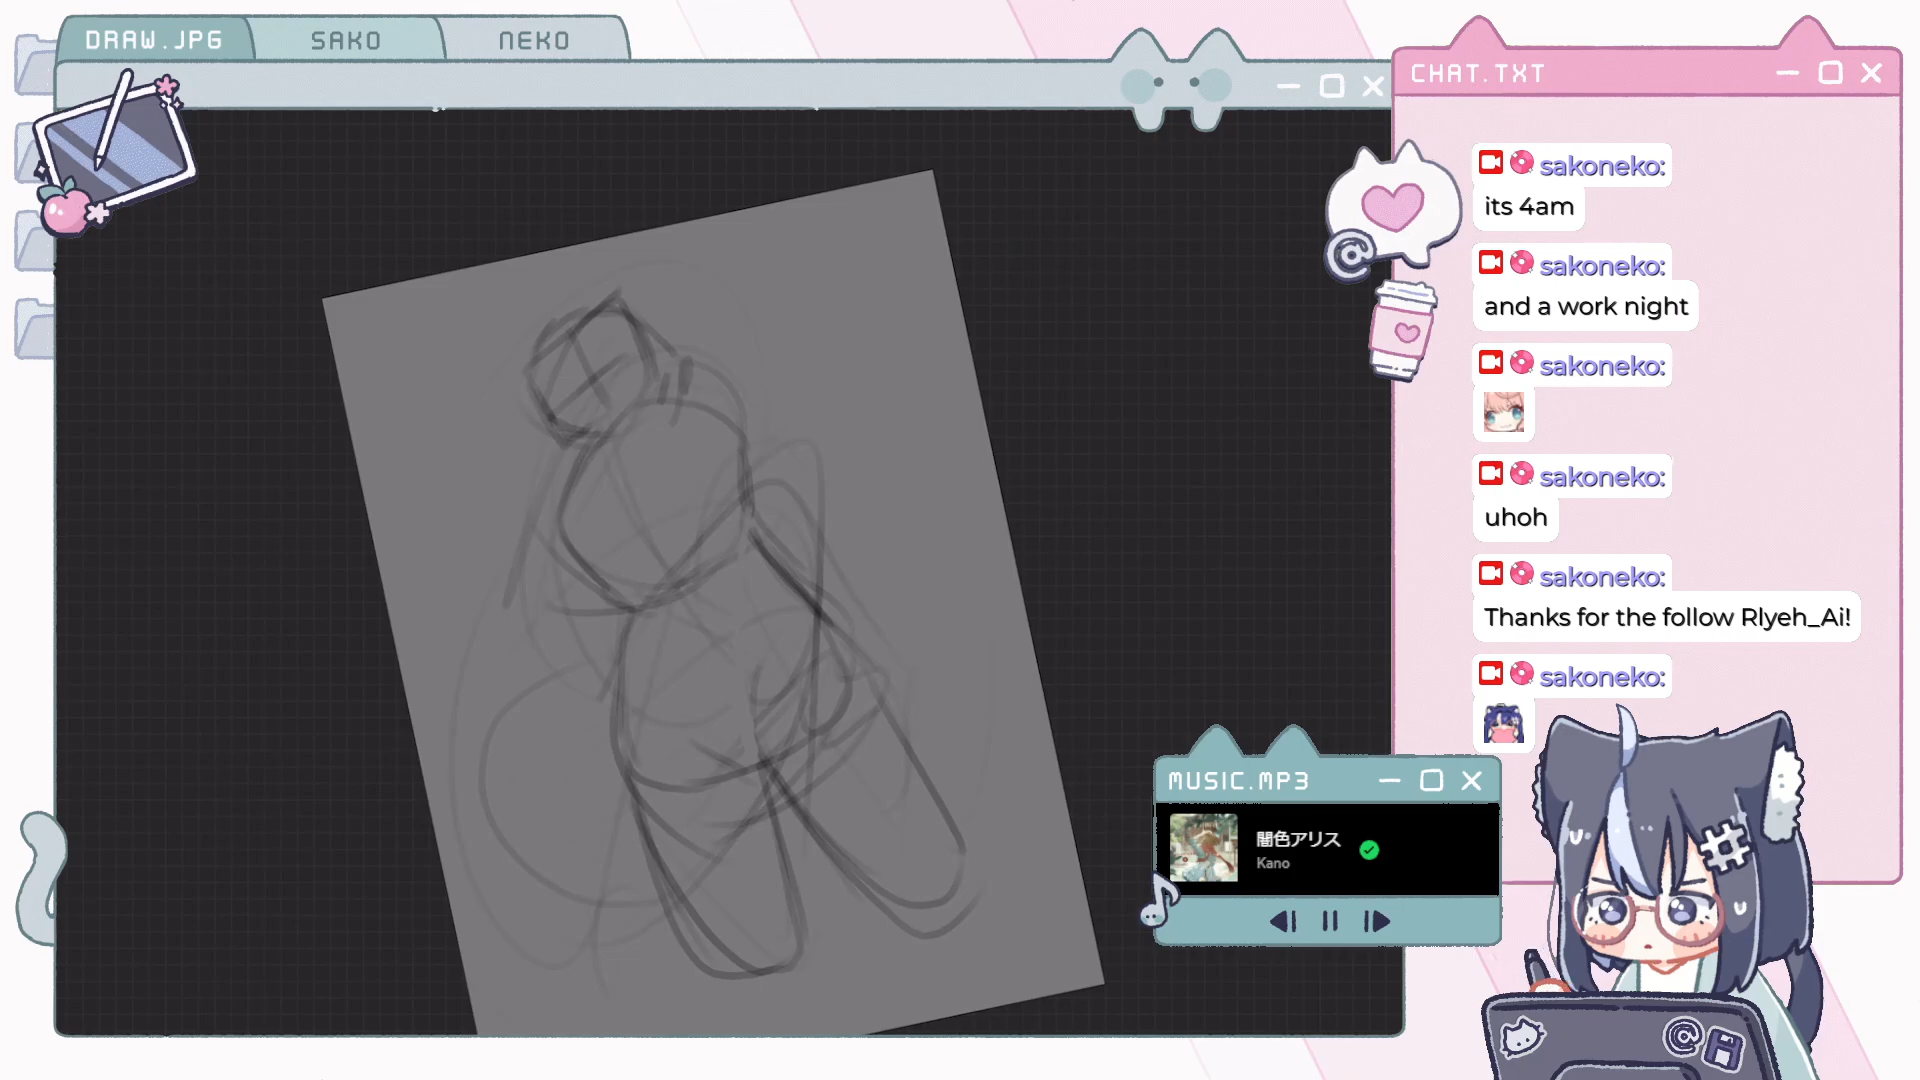 DRAW.JPG
SAKO
NEKO
CHAT.TXT
sakoneko:
its 4am
sakoneko:
and a work night
sakoneko:
sakoneko:
uhoh
sakoneko:
Thanks for the follow Rlyeh_Ai!
sakoneko:
MUSIC.MP3
闇色アリス
Kano